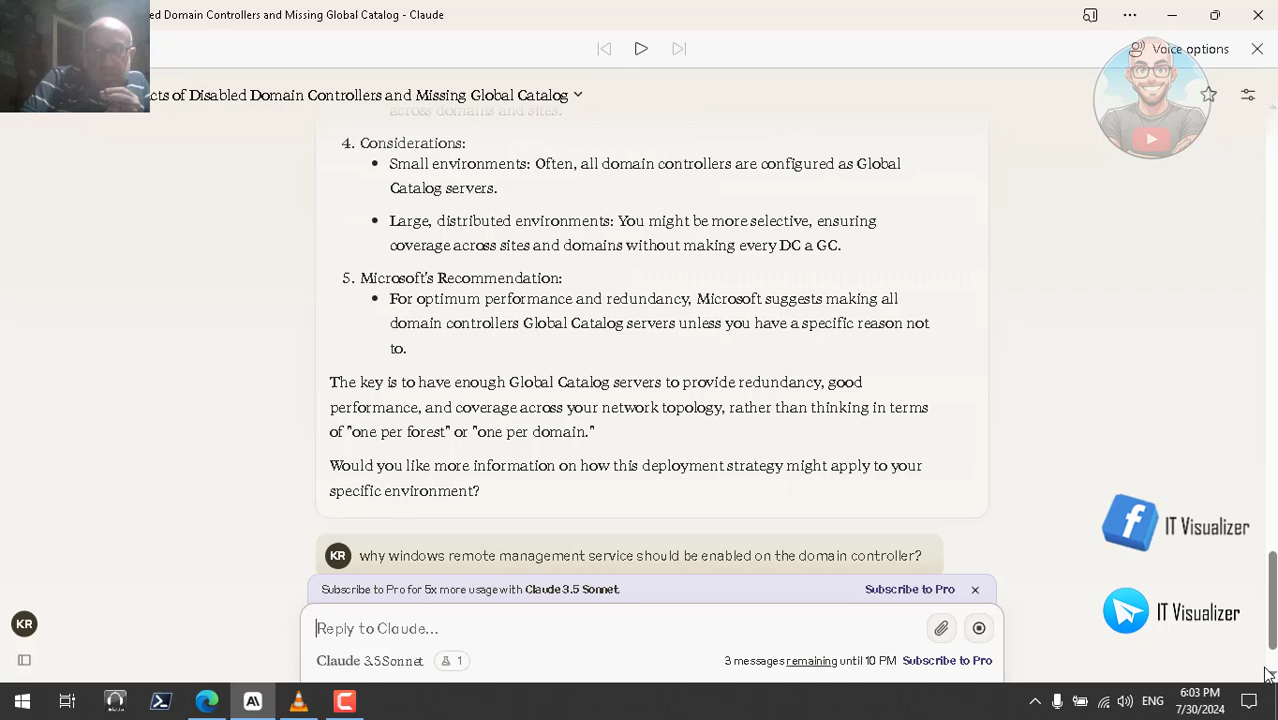 ed Domain Controllers and Missing Global Catalog - Claude
Voice options
cts of Disabled Domain Controllers and Missing Global Catalog
across domains and sites.
4. Considerations:
• Small environments: Often, all domain controllers are configured as Global
Catalog servers.
• Large, distributed environments: You might be more selective, ensuring
coverage across sites and domains without making every DC a GC.
5. Microsoft's Recommendation:
• For optimum performance and redundancy, Microsoft suggests making all
domain controllers Global Catalog servers unless you have a specific reason not
to.
The key is to have enough Global Catalog servers to provide redundancy, good
performance, and coverage across your network topology, rather than thinking in terms
of "one per forest" or "one per domain."
Would you like more information on how this deployment strategy might apply to your
specific environment?
KR why windows remote management service should be enabled on the domain controller?
Subscribe to Pro for 5x more usage with Claude 3.5 Sonnet. Subscribe to Pro
Reply to Claude...
Claude 3.5 Sonnet 1 3 messages remaining until 10 PM Subscribe to Pro
KR
IT Visualizer
IT Visualizer
ENG
6:03 PM
7/30/2024